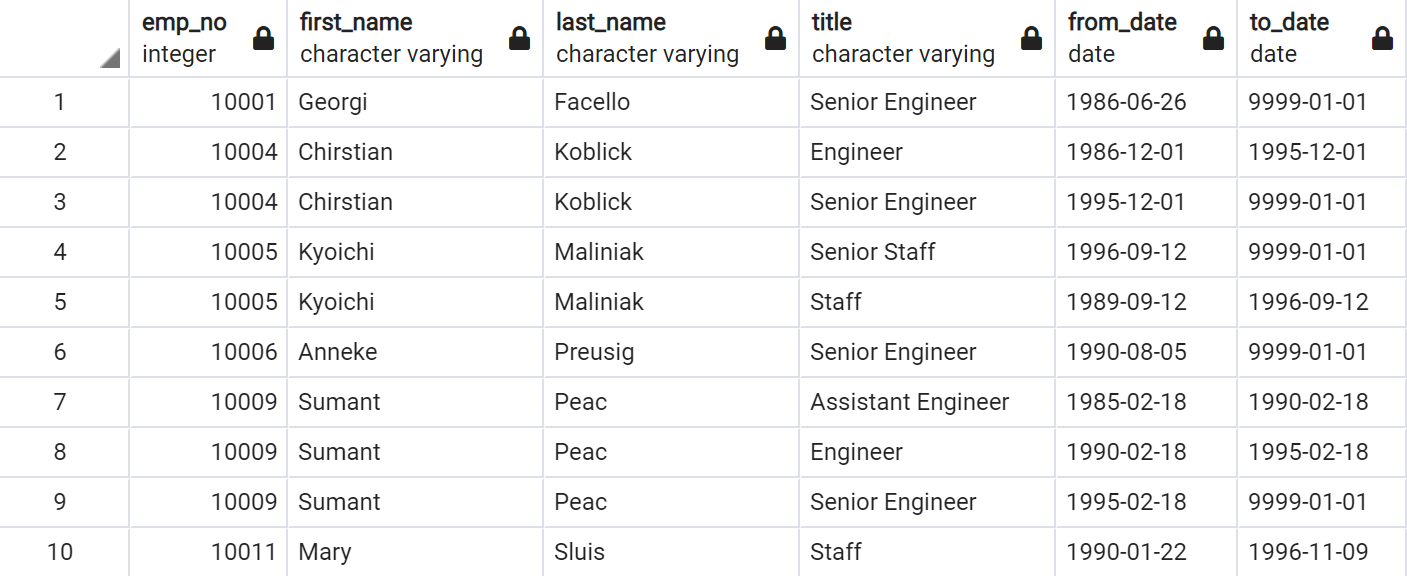 emp_no first_name last_name title from_date to_date
integer character varying character varying character varying date date
1 10001 Georgi Facello Senior Engineer 1986-06-26 9999-01-01
2 10004 Chirstian Koblick Engineer 1986-12-01 1995-12-01
3 10004 Chirstian Koblick Senior Engineer 1995-12-01 9999-01-01
4 10005 Kyoichi Maliniak Senior Staff 1996-09-12 9999-01-01
5 10005 Kyoichi Maliniak Staff 1989-09-12 1996-09-12
6 10006 Anneke Preusig Senior Engineer 1990-08-05 9999-01-01
7 10009 Sumant Peac Assistant Engineer 1985-02-18 1990-02-18
8 10009 Sumant Peac Engineer 1990-02-18 1995-02-18
9 10009 Sumant Peac Senior Engineer 1995-02-18 9999-01-01
10 10011 Mary Sluis Staff 1990-01-22 1996-11-09